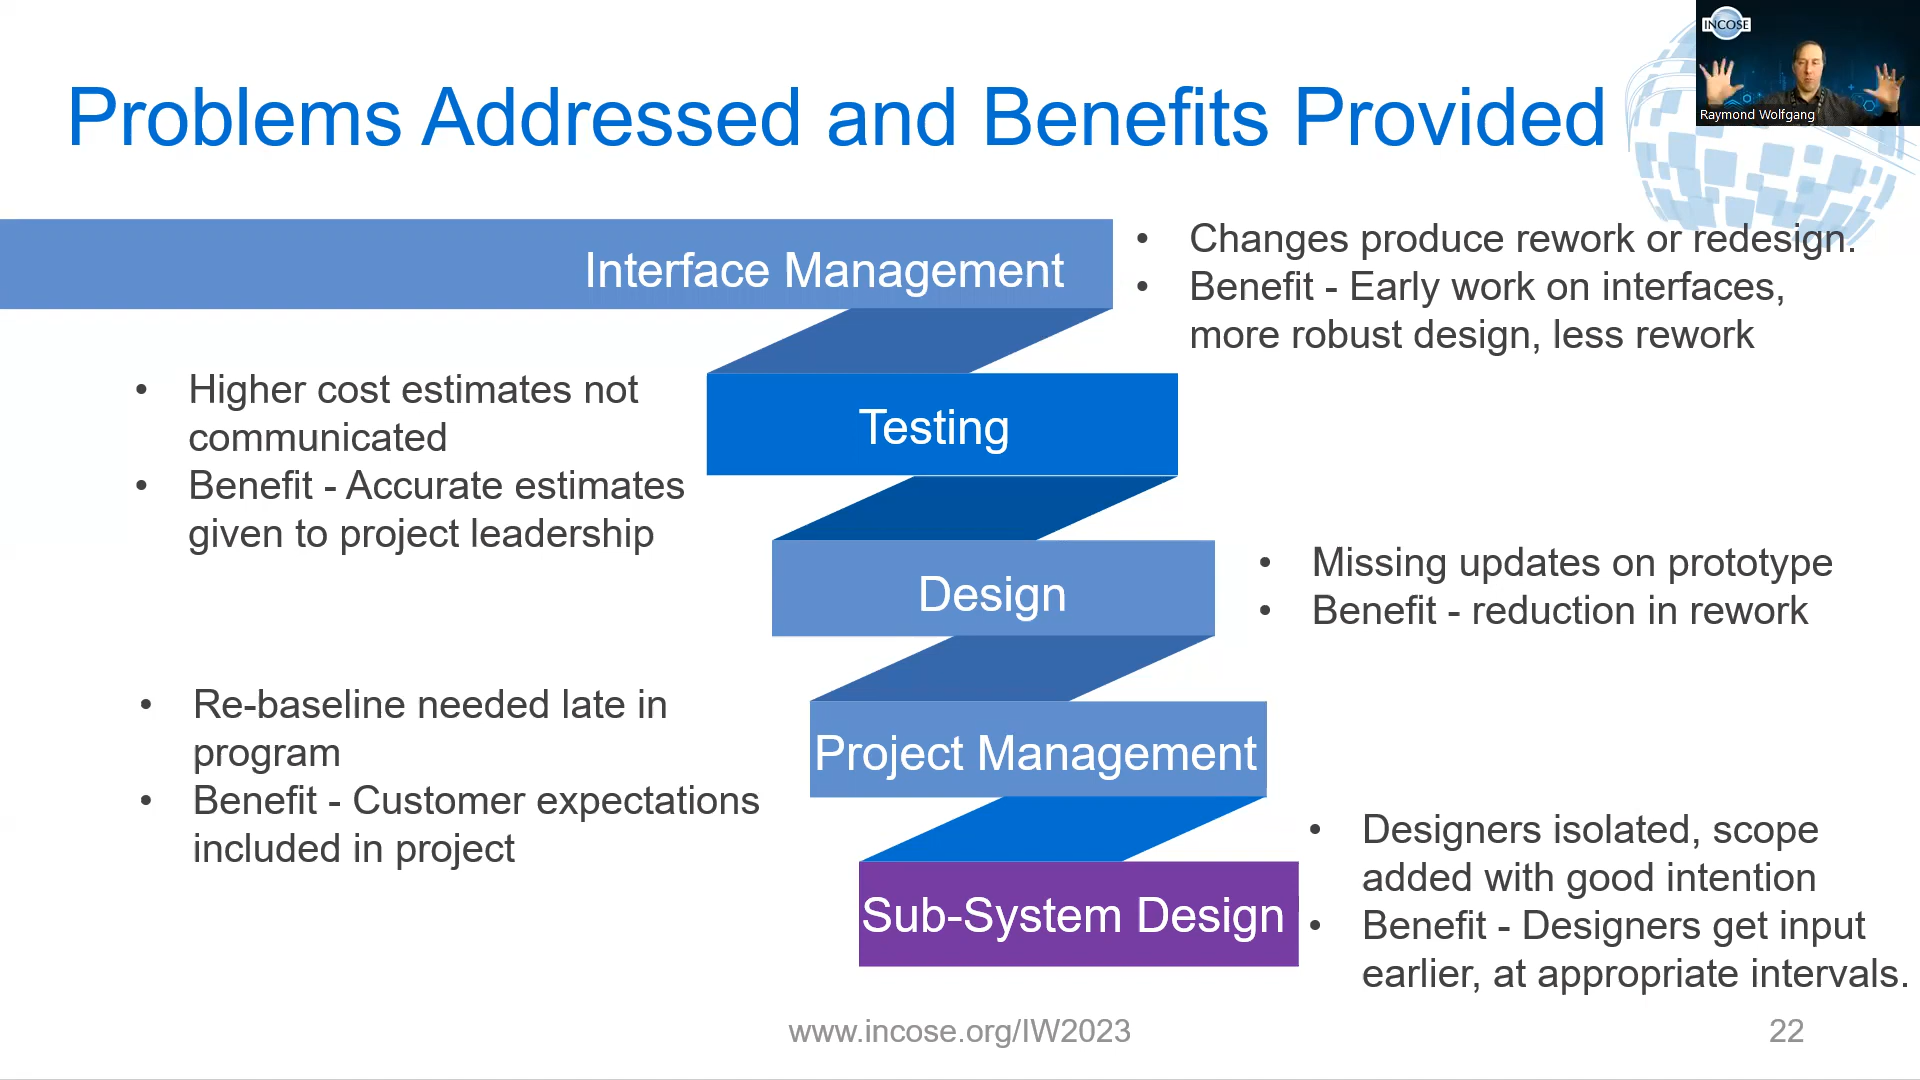 INCOSE
Raymond Wolfgang
Problems Addressed and Benefits Provided
Interface Management
• Changes produce rework or redesign.
• Benefit - Early work on interfaces,
more robust design, less rework
• Higher cost estimates not
communicated
• Benefit - Accurate estimates
given to project leadership
Testing
Design
• Missing updates on prototype
• Benefit - reduction in rework
• Re-baseline needed late in
program
• Benefit - Customer expectations
included in project
Project Management
Sub-System Design
• Designers isolated, scope
added with good intention
• Benefit - Designers get input
earlier, at appropriate intervals.
www.incose.org/IW2023
22